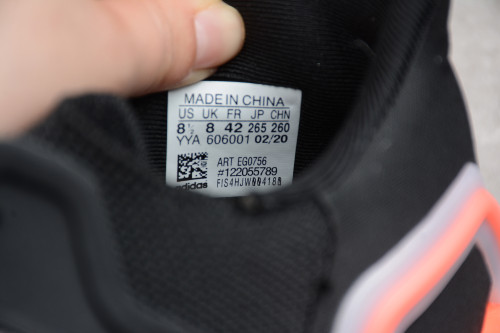 MADE IN CHINA
US UK FR JP CHN
8½ 8 42 265 260
YYA 606001 02/20
ART EG0756
#122055789
adidas FIS4HJW004180